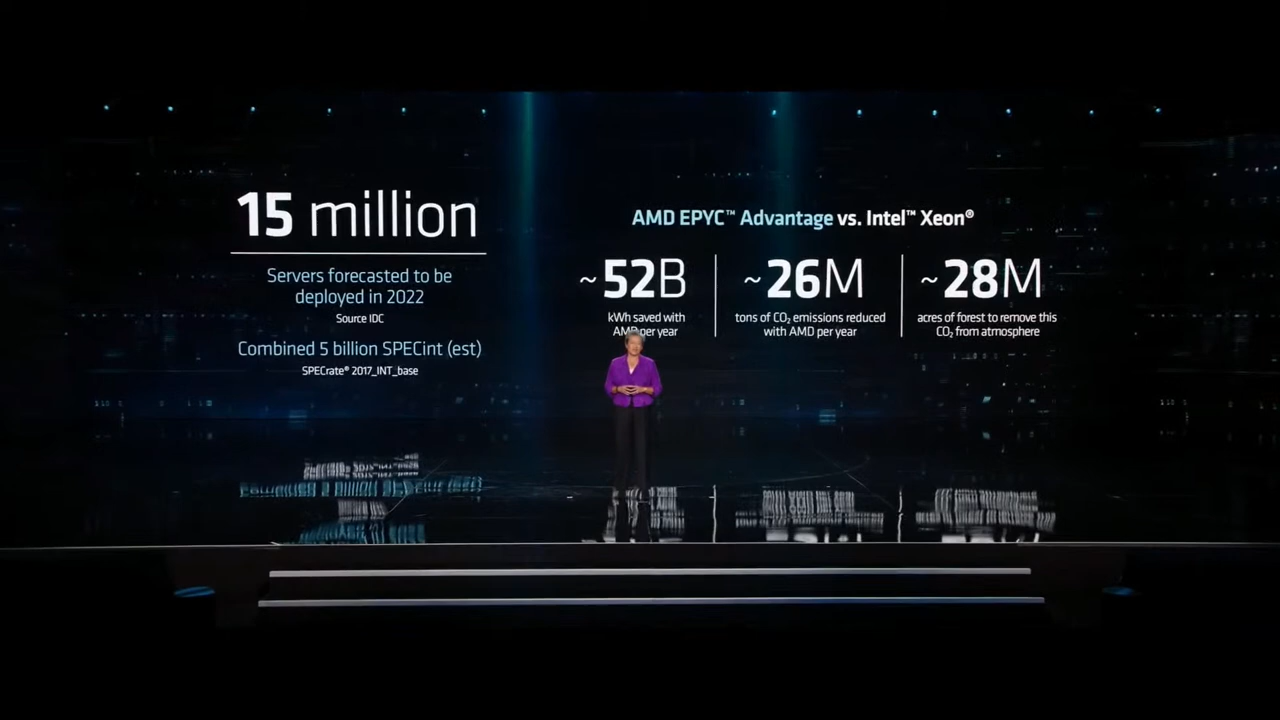 15 million
Servers forecasted to be
deployed in 2022
Source IDC
Combined 5 billion SPECint (est)
SPECrate® 2017_INT_base
AMD EPYC™ Advantage vs. Intel™ Xeon®
~52B
kWh saved with
AMD per year
~26M
tons of CO₂ emissions reduced
with AMD per year
~28M
acres of forest to remove this
CO₂ from atmosphere